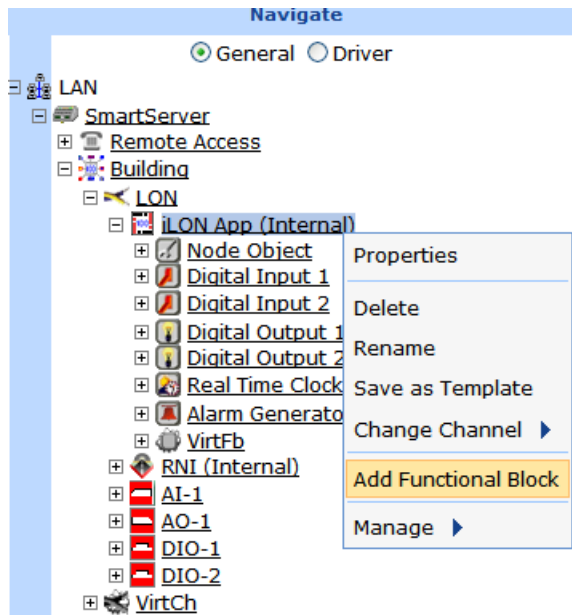 Navigate
General Driver
LAN
SmartServer
Remote Access
Building
LON
iLON App (Internal)
Node Object
Digital Input 1
Digital Input 2
Digital Output 1
Digital Output 2
Real Time Clock
Alarm Generato
VirtFb
RNI (Internal)
AI-1
AO-1
DIO-1
DIO-2
VirtCh
Properties
Delete
Rename
Save as Template
Change Channel
Add Functional Block
Manage